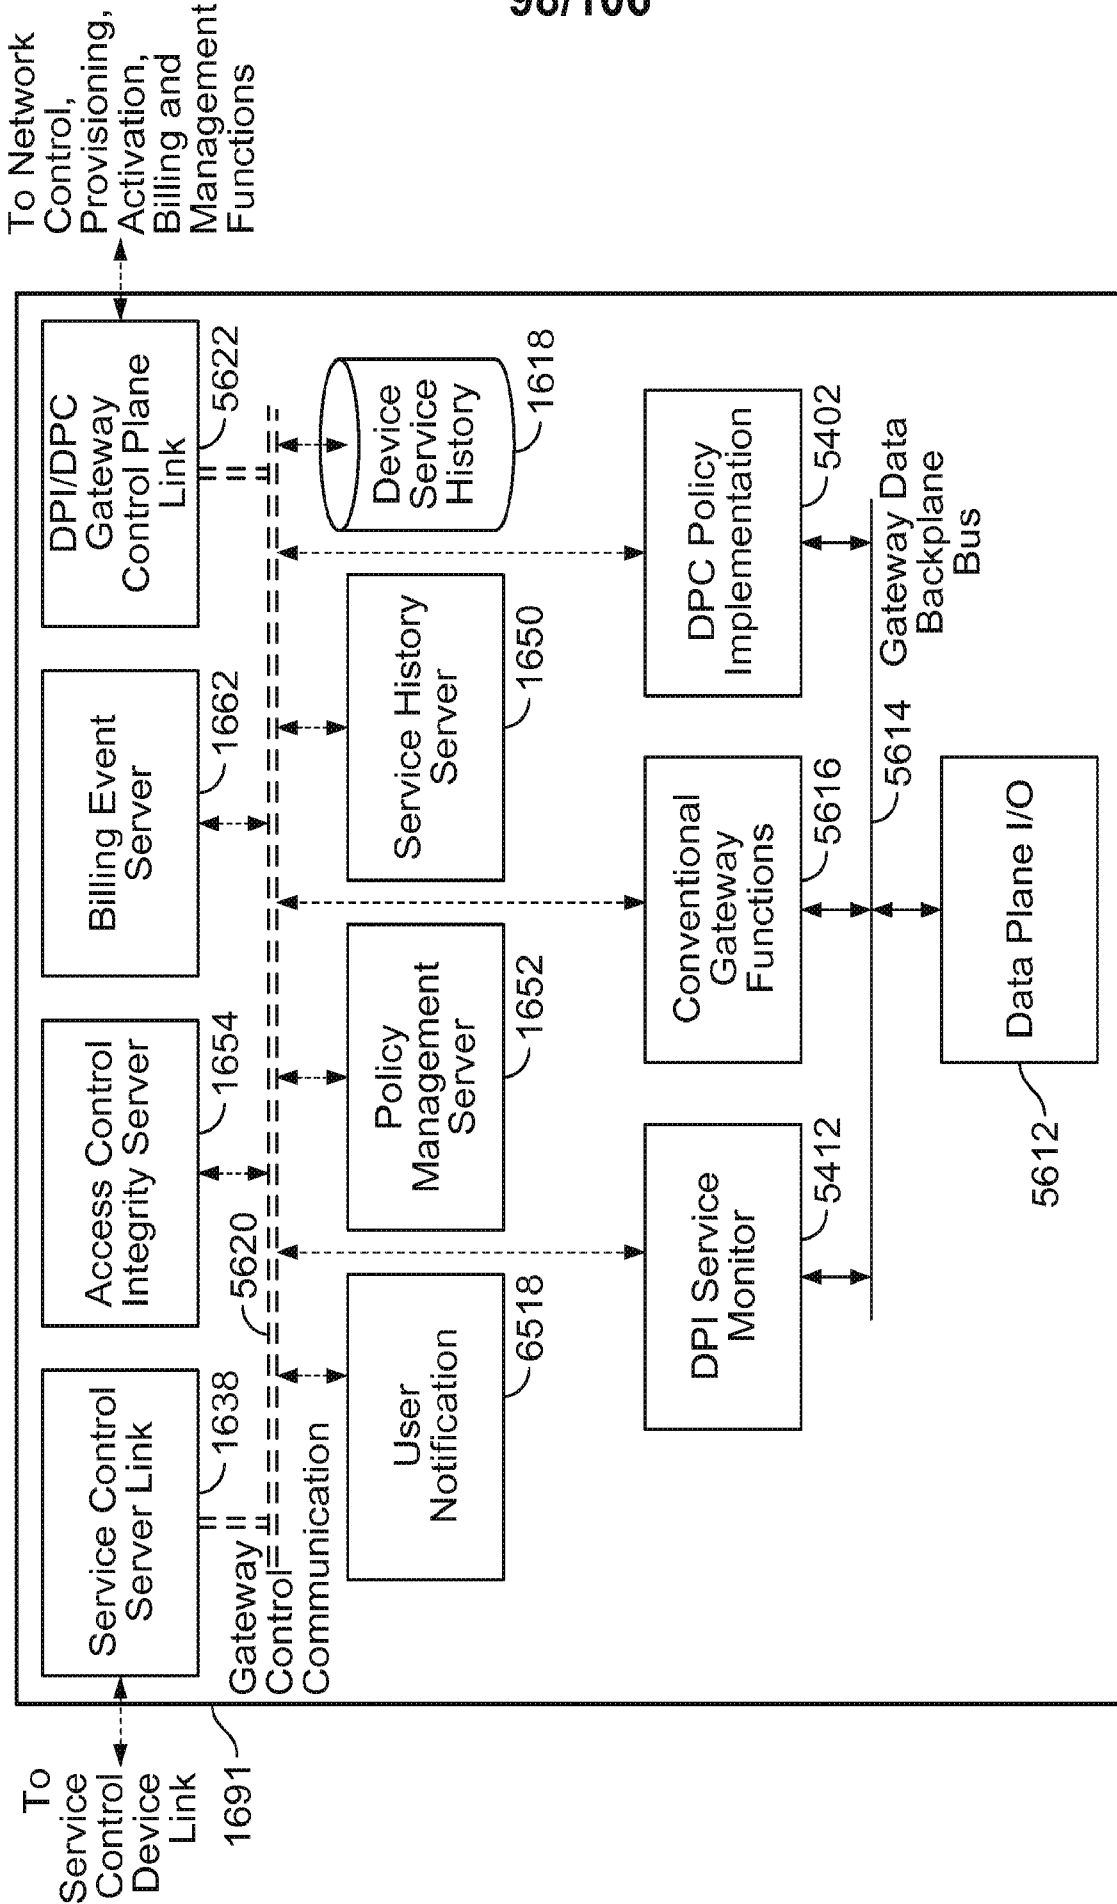 98/106
To
Service
Control
Device
Link
To Network
Control,
Provisioning,
Activation,
Billing and
Management
Functions
1691
Service Control
Server Link
1638
Access Control
Integrity Server
1654
Billing Event
Server
1662
DPI/DPC
Gateway
Control Plane
Link
5622
Gateway
Control
Communication
5620
User
Notification
6518
Policy
Management
Server
1652
Service History
Server
1650
Device
Service
History
1618
DPI Service
Monitor
5412
Conventional
Gateway
Functions
5616
DPC Policy
Implementation
5402
5614
Gateway Data
Backplane
Bus
Data Plane I/O
5612